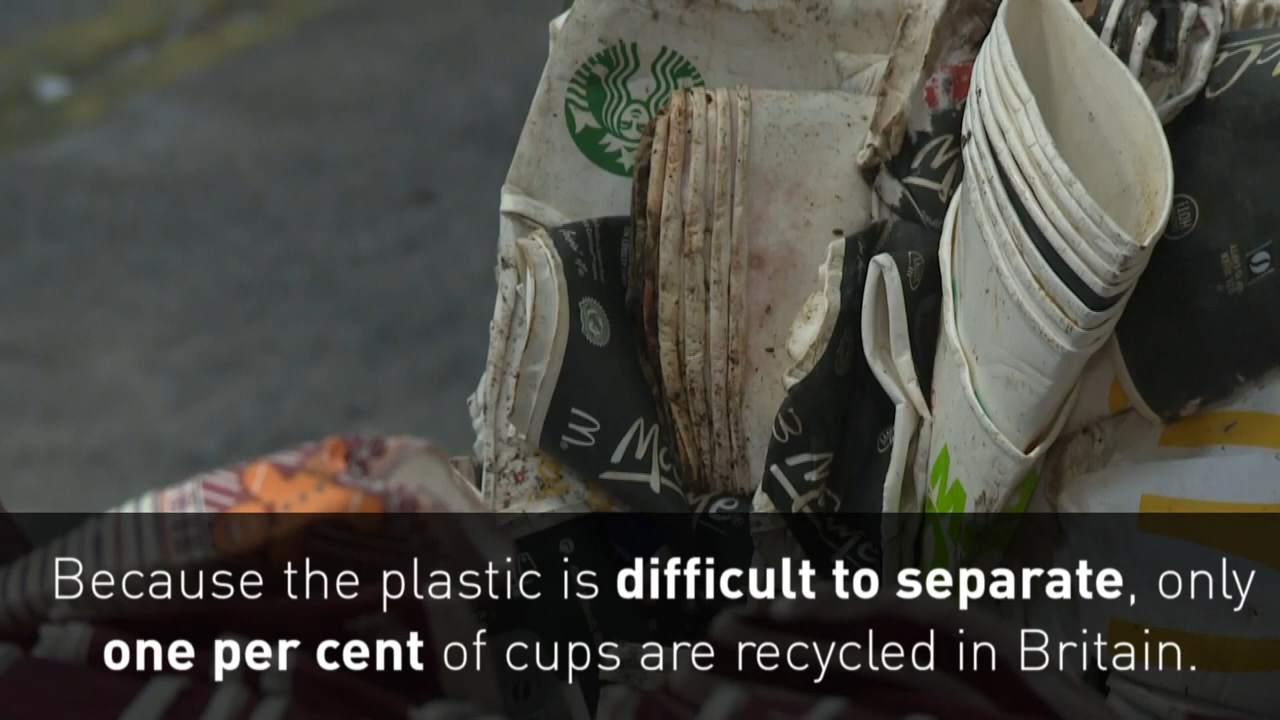 Because the plastic is difficult to separate, only
one per cent of cups are recycled in Britain.